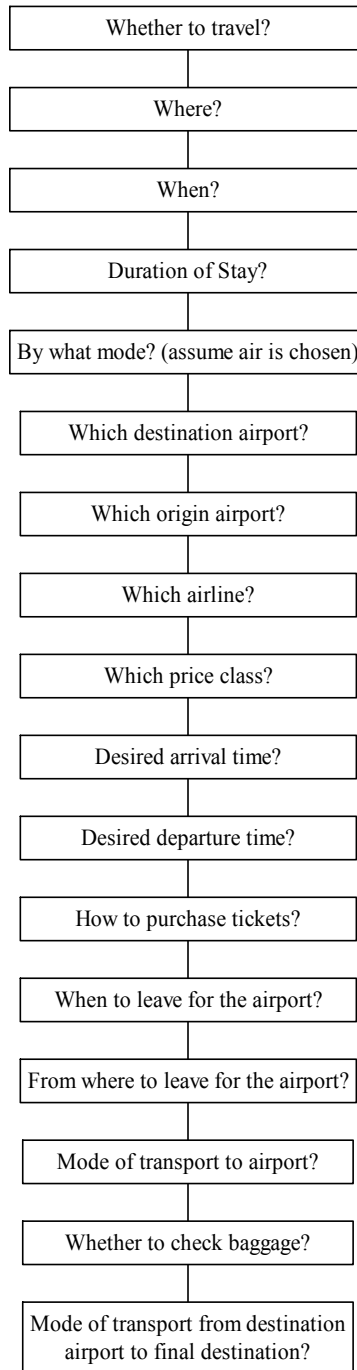 Whether to travel?
Where?
When?
Duration of Stay?
By what mode? (assume air is chosen)
Which destination airport?
Which origin airport?
Which airline?
Which price class?
Desired arrival time?
Desired departure time?
How to purchase tickets?
When to leave for the airport?
From where to leave for the airport?
Mode of transport to airport?
Whether to check baggage?
Mode of transport from destination
airport to final destination?